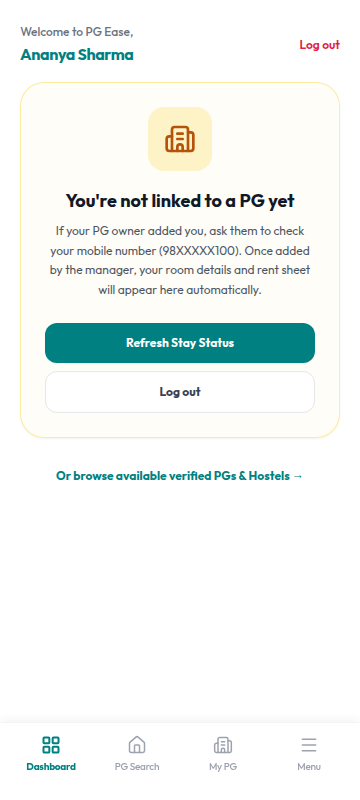 Welcome to PG Ease,
Ananya Sharma
Log out
You're not linked to a PG yet
If your PG owner added you, ask them to check
your mobile number (98XXXXX100). Once added
by the manager, your room details and rent sheet
will appear here automatically.
Refresh Stay Status
Log out
Or browse available verified PGs & Hostels →
Dashboard
PG Search
My PG
Menu